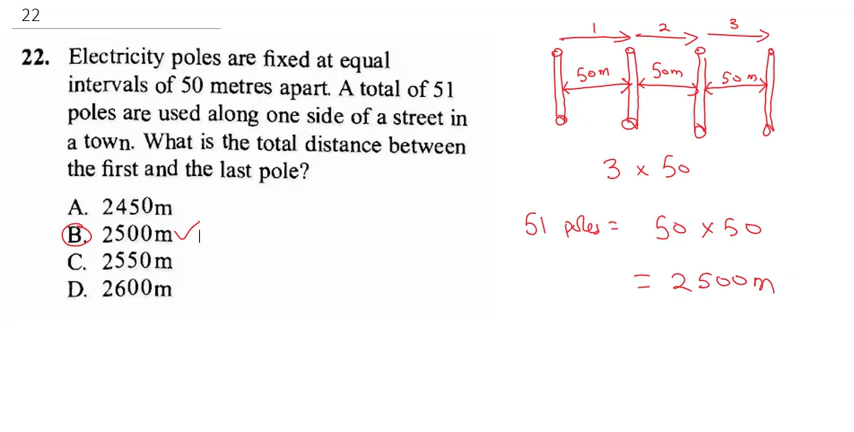 22
22. Electricity poles are fixed at equal
intervals of 50 metres apart. A total of 51
poles are used along one side of a street in
a town. What is the total distance between
the first and the last pole?
A. 2450m
B. 2500m
C. 2550m
D. 2600m
1 2 3
50m 50m 50m
3 x 50
51 poles = 50 x 50
= 2500m